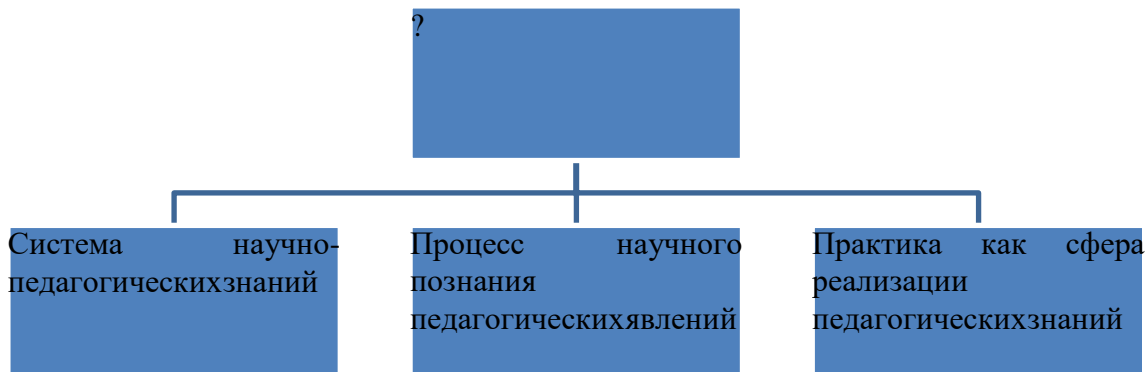 ?
Система научно-
педагогическихзнаний
Процесс научного
познания
педагогическихявлений
Практика как сфера
реализации
педагогическихзнаний